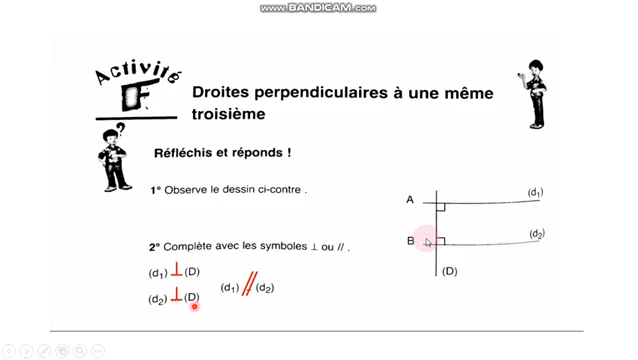 www.BANDICAM.com
Activité
F
Droites perpendiculaires à une même
troisième
?
Réfléchis et réponds !
1° Observe le dessin ci-contre .
A
(d₁)
B
(d₂)
(D)
2° Complète avec les symboles ⊥ ou //.
(d₁) ⊥ (D)
(d₁) // (d₂)
(d₂) ⊥ (D)